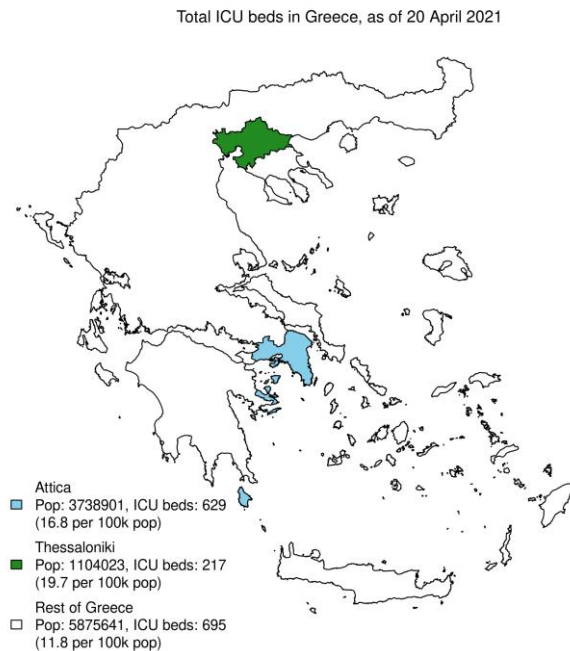 Total ICU beds in Greece, as of 20 April 2021
Attica
Pop: 3738901, ICU beds: 629
(16.8 per 100k pop)
Thessaloniki
Pop: 1104023, ICU beds: 217
(19.7 per 100k pop)
Rest of Greece
Pop: 5875641, ICU beds: 695
(11.8 per 100k pop)